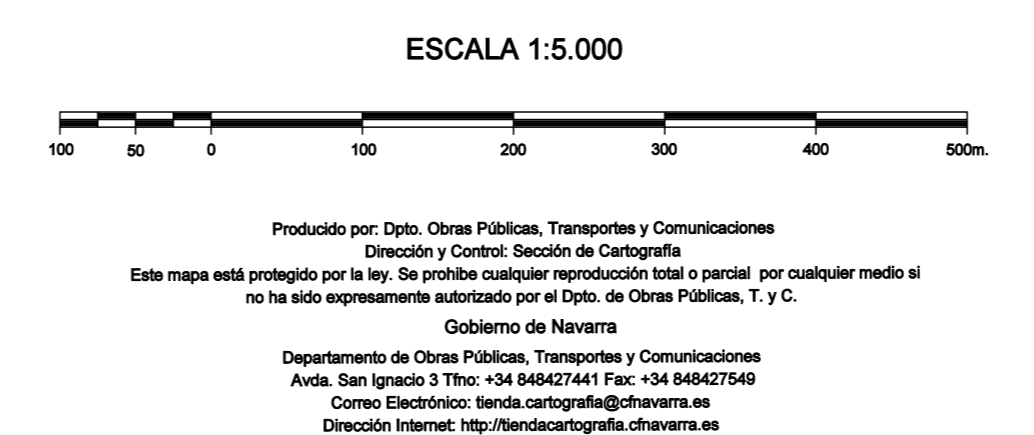 ESCALA 1:5.000
100 50 0 100 200 300 400 500m.
Producido por: Dpto. Obras Públicas, Transportes y Comunicaciones
Dirección y Control: Sección de Cartografía
Este mapa está protegido por la ley. Se prohibe cualquier reproducción total o parcial por cualquier medio si
no ha sido expresamente autorizado por el Dpto. de Obras Públicas, T. y C.
Gobierno de Navarra
Departamento de Obras Públicas, Transportes y Comunicaciones
Avda. San Ignacio 3 Tfno: +34 848427441 Fax: +34 848427549
Correo Electrónico: tienda.cartografia@cfnavarra.es
Dirección Internet: http://tiendacartografia.cfnavarra.es